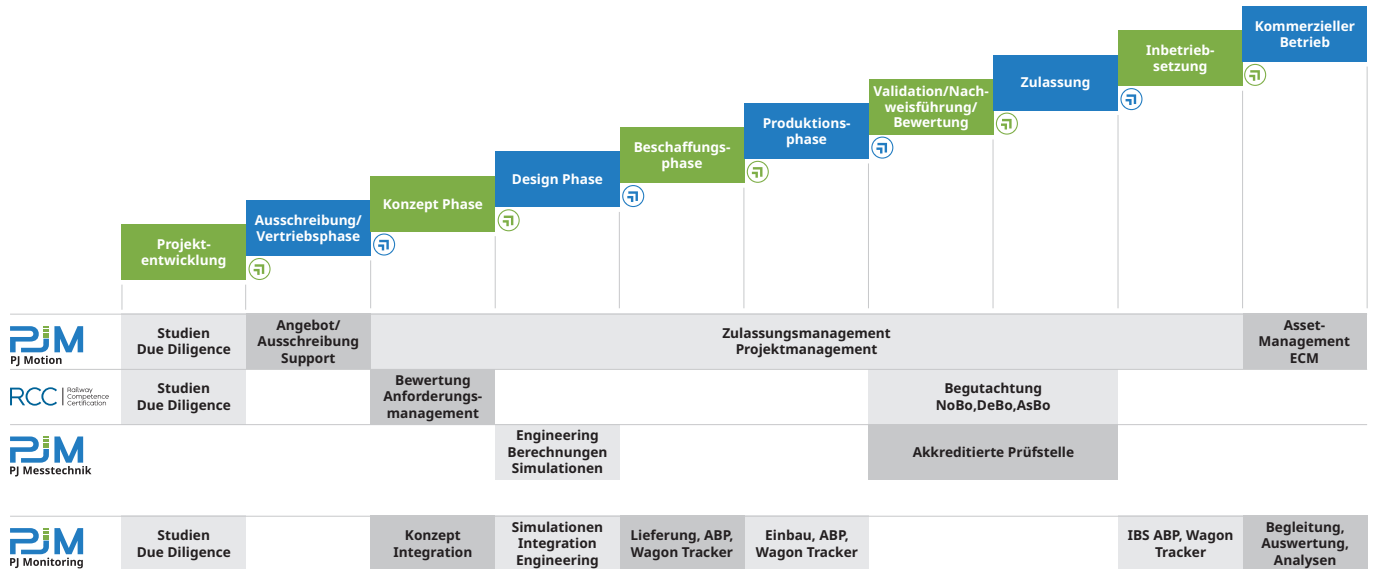 Kommerzieller
Betrieb
Inbetrieb-
setzung
Zulassung
Validation/Nach-
weisführung/
Bewertung
Produktions-
phase
Beschaffungs-
phase
Design Phase
Konzept Phase
Ausschreibung/
Vertriebsphase
Projekt-
entwicklung
PJM
PJ Motion
Studien
Due Diligence
Angebot/
Ausschreibung
Support
Zulassungsmanagement
Projektmanagement
Asset-
Management
ECM
RCC
Railway
Competence
Certification
Studien
Due Diligence
Bewertung
Anforderungs-
management
Begutachtung
NoBo,DeBo,AsBo
PJM
PJ Messtechnik
Engineering
Berechnungen
Simulationen
Akkreditierte Prüfstelle
PJM
PJ Monitoring
Studien
Due Diligence
Konzept
Integration
Simulationen
Integration
Engineering
Lieferung, ABP,
Wagon Tracker
Einbau, ABP,
Wagon Tracker
IBS ABP, Wagon
Tracker
Begleitung,
Auswertung,
Analysen